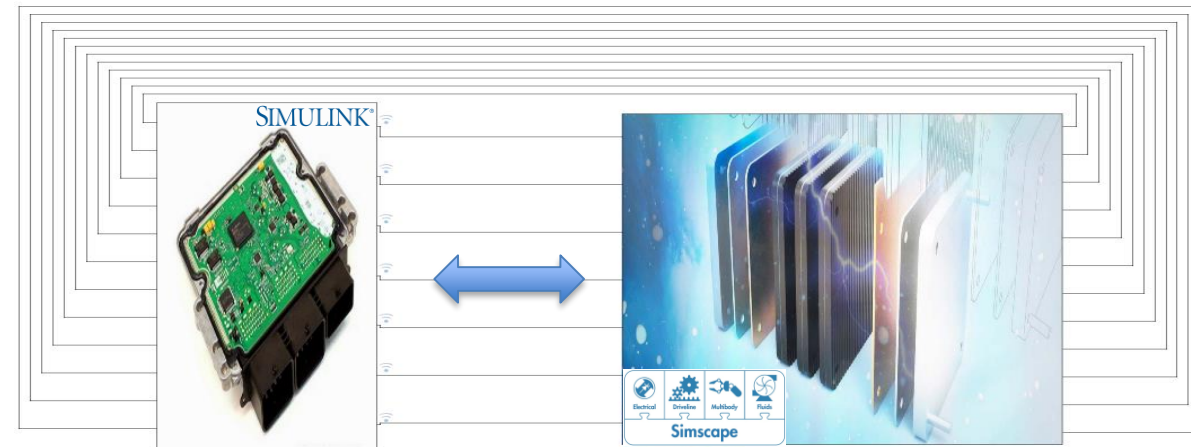 SIMULINK®
Electrical
Driveline
Multibody
Fluids
Simscape